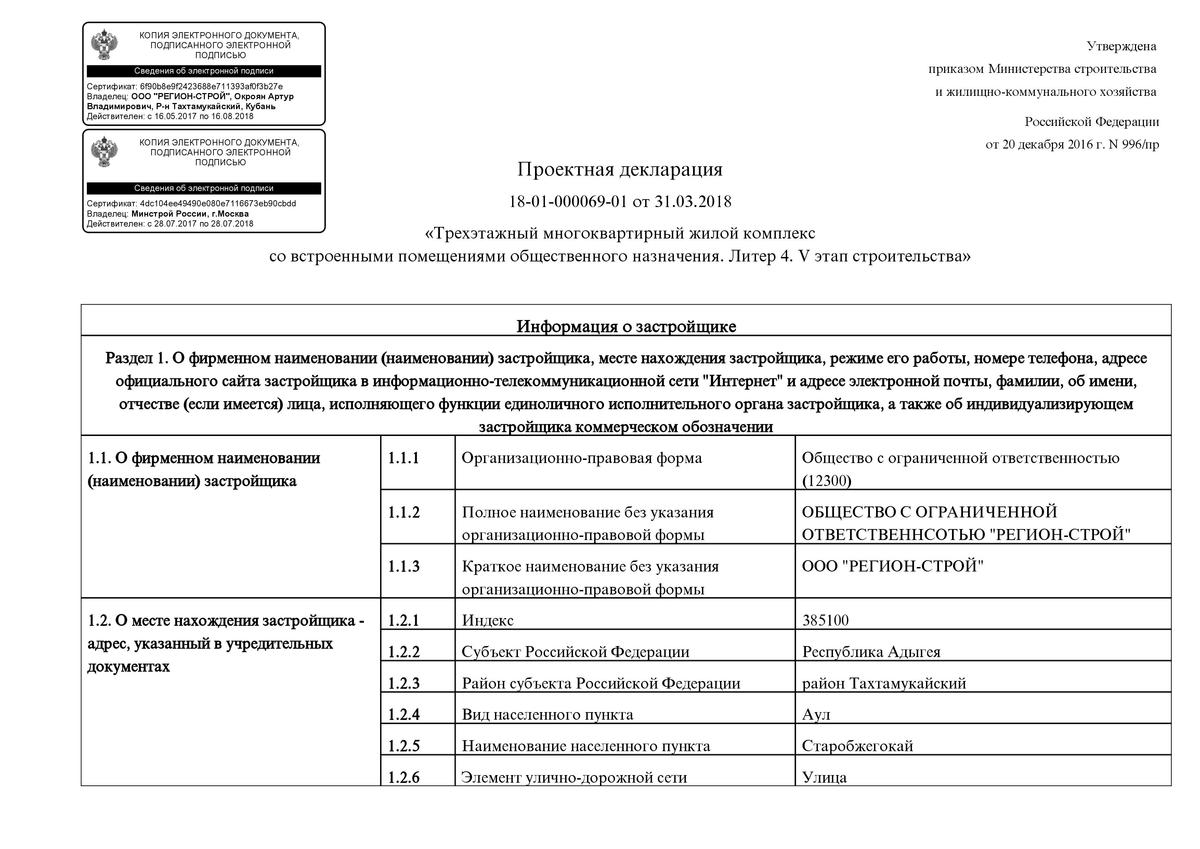 КОПИЯ ЭЛЕКТРОННОГО ДОКУМЕНТА,
ПОДПИСАННОГО ЭЛЕКТРОННОЙ
ПОДПИСЬЮ
Сведения об электронной подписи
Сертификат: 6f90b8e9f2423688e711393af0f3b27e
Владелец: ООО "РЕГИОН-СТРОЙ", Окроян Артур
Владимирович, Р-н Тахтамукайский, Кубань
Действителен: с 16.05.2017 по 16.08.2018
КОПИЯ ЭЛЕКТРОННОГО ДОКУМЕНТА,
ПОДПИСАННОГО ЭЛЕКТРОННОЙ
ПОДПИСЬЮ
Сведения об электронной подписи
Сертификат: 4dc104ee49490e080e7116673eb90cbdd
Владелец: Минстрой России, г.Москва
Действителен: с 28.07.2017 по 28.07.2018
Утверждена
приказом Министерства строительства
и жилищно-коммунального хозяйства
Российской Федерации
от 20 декабря 2016 г. N 996/пр
Проектная декларация
18-01-000069-01 от 31.03.2018
«Трехэтажный многоквартирный жилой комплекс
со встроенными помещениями общественного назначения. Литер 4. V этап строительства»
Информация о застройщике
Раздел 1. О фирменном наименовании (наименовании) застройщика, месте нахождения застройщика, режиме его работы, номере телефона, адресе
официального сайта застройщика в информационно-телекоммуникационной сети "Интернет" и адресе электронной почты, фамилии, об имени,
отчестве (если имеется) лица, исполняющего функции единоличного исполнительного органа застройщика, а также об индивидуализирующем
застройщика коммерческом обозначении
1.1. О фирменном наименовании
(наименовании) застройщика
1.1.1
Организационно-правовая форма
Общество с ограниченной ответственностью
(12300)
1.1.2
Полное наименование без указания
организационно-правовой формы
ОБЩЕСТВО С ОГРАНИЧЕННОЙ
ОТВЕТСТВЕННСОТЬЮ "РЕГИОН-СТРОЙ"
1.1.3
Краткое наименование без указания
организационно-правовой формы
ООО "РЕГИОН-СТРОЙ"
1.2. О месте нахождения застройщика -
адрес, указанный в учредительных
документах
1.2.1
Индекс
385100
1.2.2
Субъект Российской Федерации
Республика Адыгея
1.2.3
Район субъекта Российской Федерации
район Тахтамукайский
1.2.4
Вид населенного пункта
Аул
1.2.5
Наименование населенного пункта
Старобжегокай
1.2.6
Элемент улично-дорожной сети
Улица